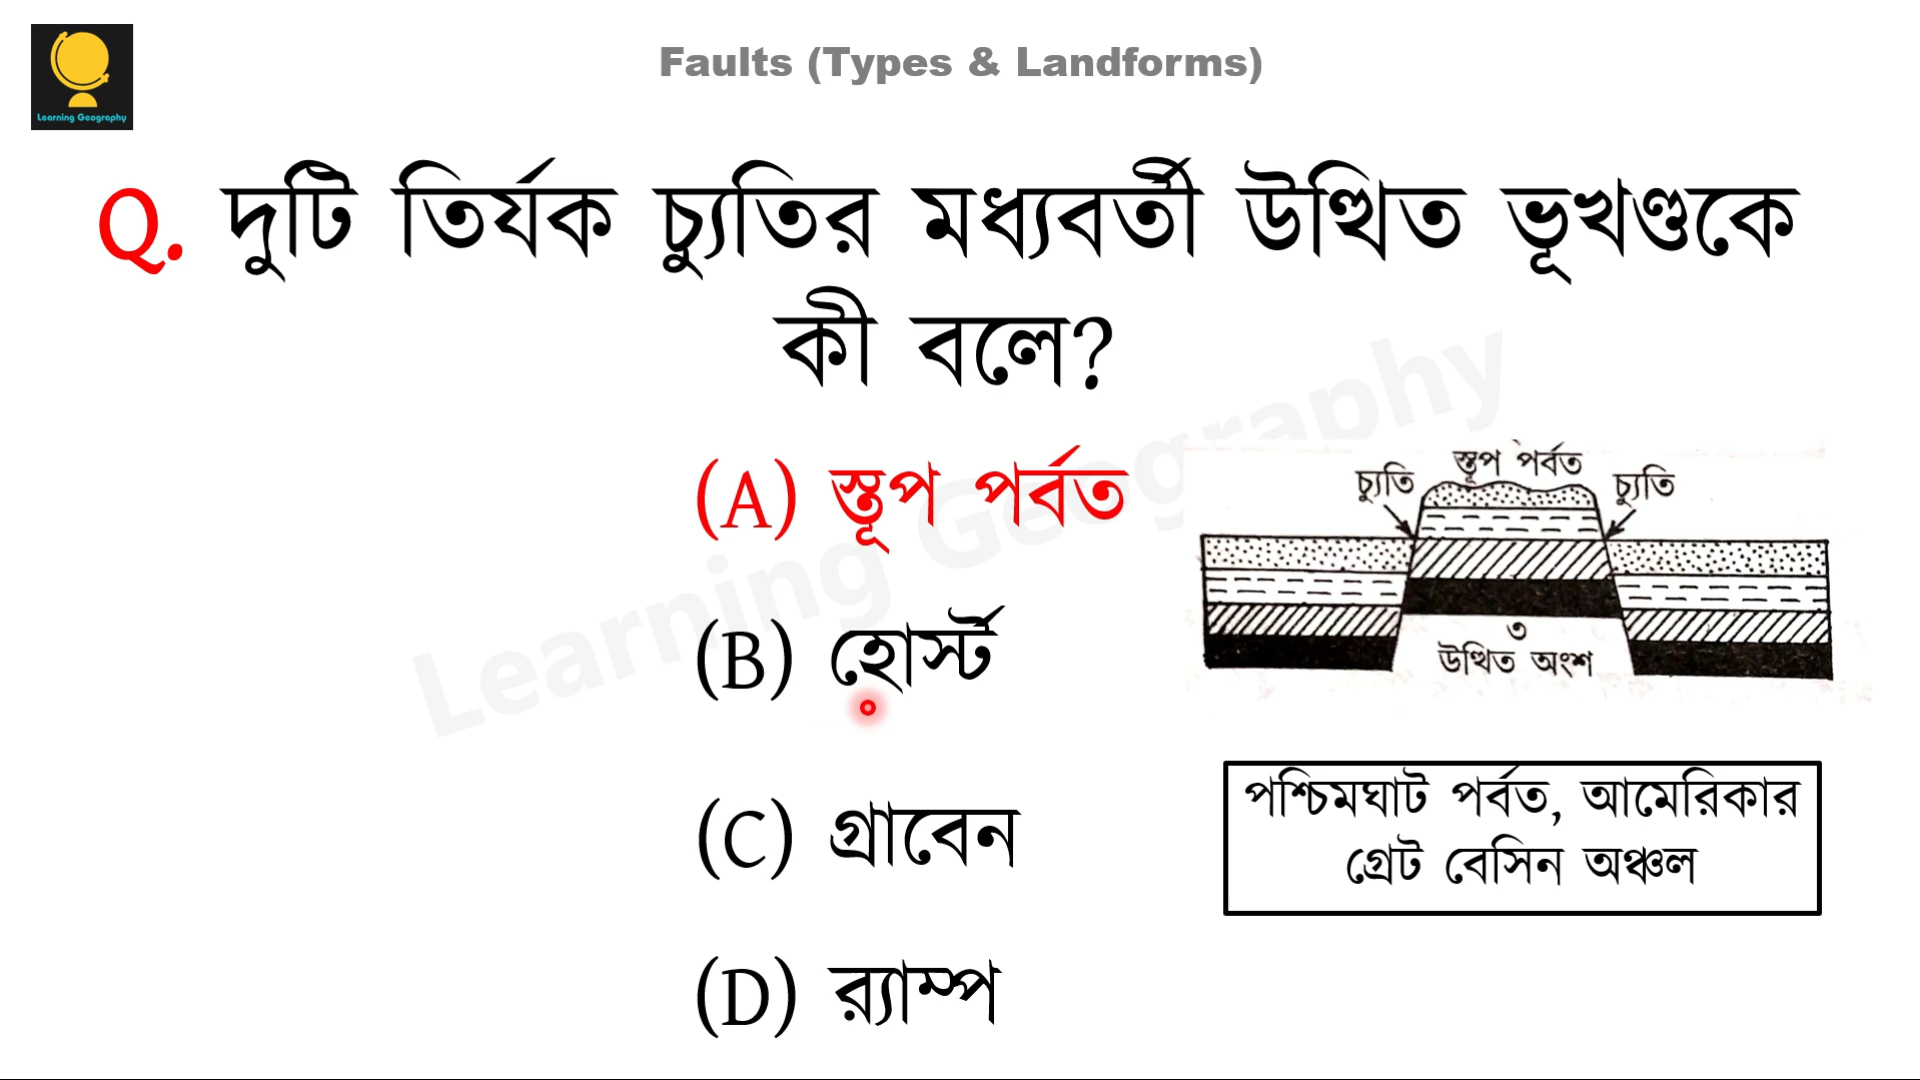 Learning Geography
Faults (Types & Landforms)
Q. দুটি তির্যক চ্যুতির মধ্যবর্তী উত্থিত ভূখণ্ডকে
কী বলে?
(A) স্তূপ পর্বত
(B) হোর্স্ট
(C) গ্রাবেন
(D) র‍্যাম্প
স্তূপ পর্বত
চ্যুতি
চ্যুতি
৩
উত্থিত অংশ
পশ্চিমঘাট পর্বত, আমেরিকার
গ্রেট বেসিন অঞ্চল
Learning Geography